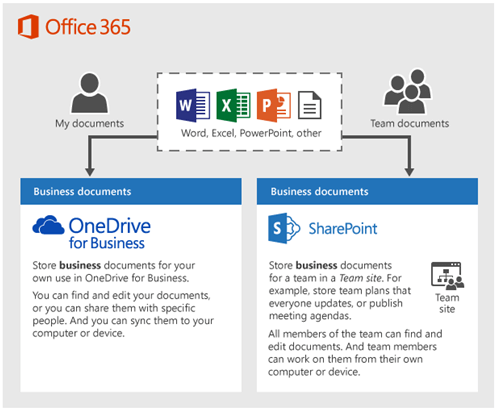 Office 365
My documents
W X P
Word, Excel, PowerPoint, other
Team documents
Business documents
OneDrive
for Business
Store business documents for your
own use in OneDrive for Business.
You can find and edit your documents,
or you can share them with specific
people. And you can sync them to your
computer or device.
Business documents
S SharePoint
Store business documents
for a team in a Team site. For
example, store team plans that
everyone updates, or publish
meeting agendas.
Team
site
All members of the team can find and
edit documents. And team members
can work on them from their own
computer or device.